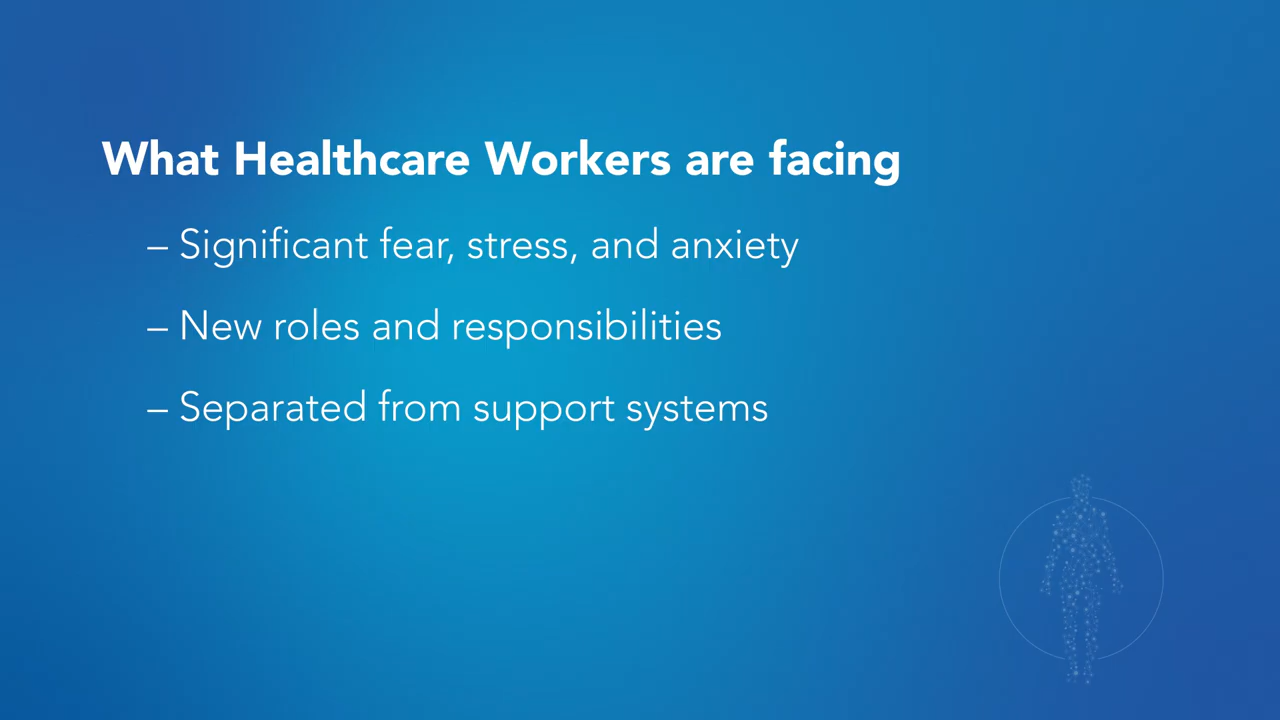 What Healthcare Workers are facing
– Significant fear, stress, and anxiety
– New roles and responsibilities
– Separated from support systems